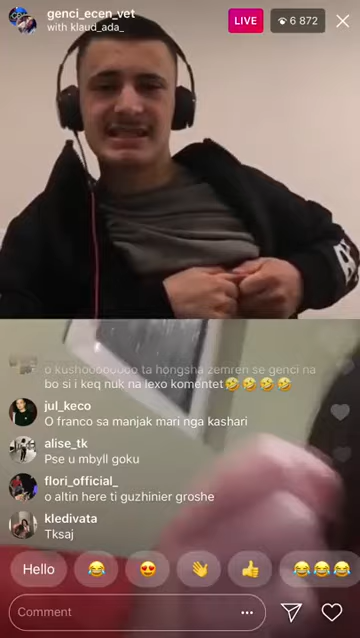 genci_ecen_vet
with klaud_ada_
LIVE
6 872
o kushoooooooo ta hongsha zemren se genci na
bo si i keq nuk na lexo komentet🤣🤣🤣🤣
jul_keco
O franco sa manjak mari nga kashari
alise_tk
Pse u mbyll goku
flori_official_
o altin here ti guzhinier groshe
kledivata
Tksaj
Hello 😂 😍 👋 👍 😂😂😂
Comment